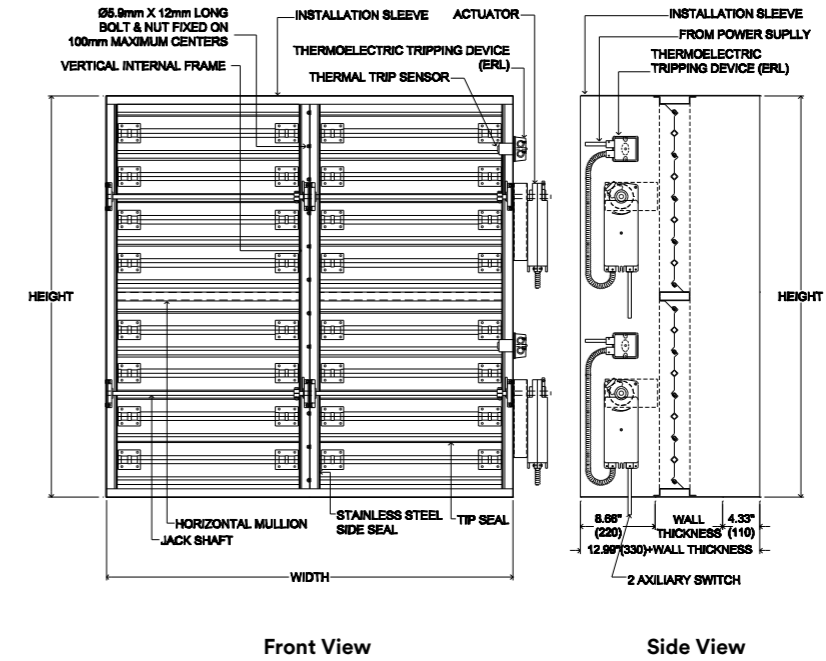 Ø5.9mm X 12mm LONG
BOLT & NUT FIXED ON
100mm MAXIMUM CENTERS
VERTICAL INTERNAL FRAME
INSTALLATION SLEEVE
ACTUATOR
THERMOELECTRIC TRIPPING DEVICE
(ERL)
THERMAL TRIP SENSOR
HEIGHT
HORIZONTAL MULLION
JACK SHAFT
STAINLESS STEEL
SIDE SEAL
TIP SEAL
WIDTH
Front View
INSTALLATION SLEEVE
FROM POWER SUPLLY
THERMOELECTRIC
TRIPPING DEVICE (ERL)
HEIGHT
8.66"
(220)
WALL
THICKNESS
4.33"
(110)
12.99"(330)+WALL THICKNESS
2 AXILIARY SWITCH
Side View